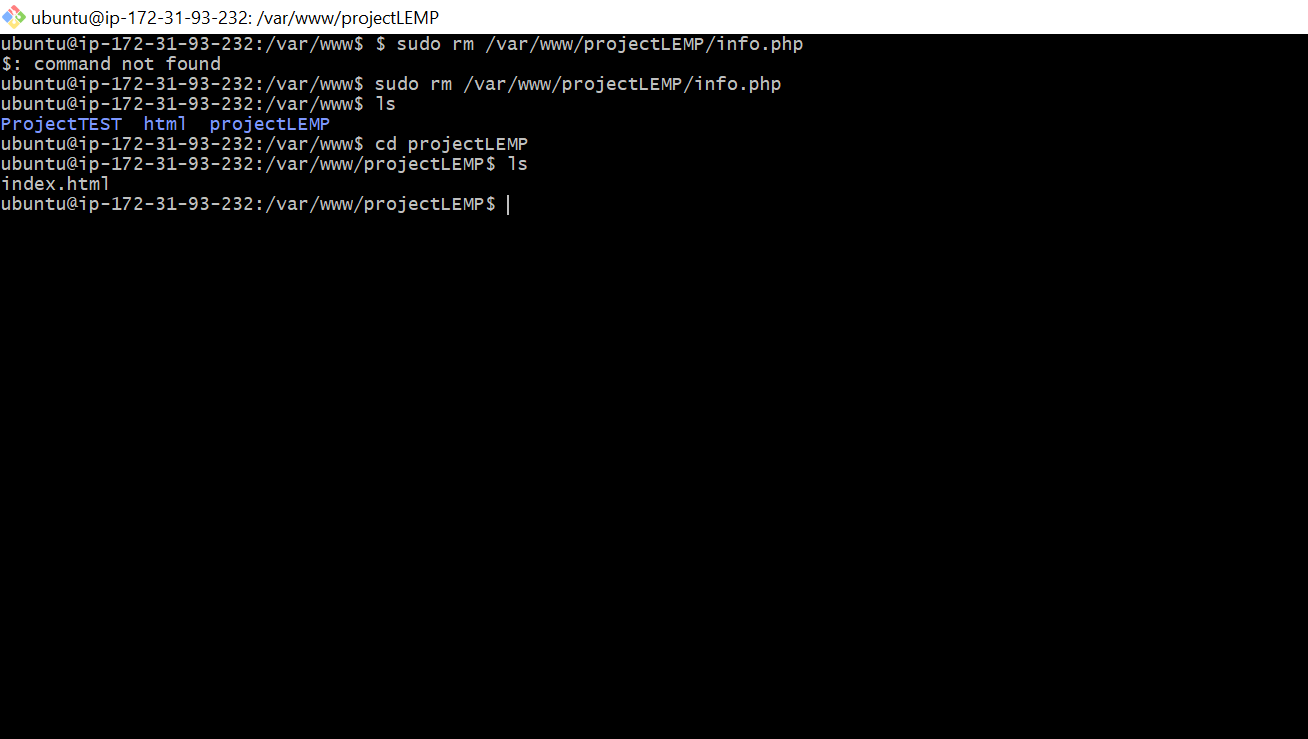 ubuntu@ip-172-31-93-232: /var/www/projectLEMP
ubuntu@ip-172-31-93-232:/var/www$ $ sudo rm /var/www/projectLEMP/info.php
$: command not found
ubuntu@ip-172-31-93-232:/var/www$ sudo rm /var/www/projectLEMP/info.php
ubuntu@ip-172-31-93-232:/var/www$ ls
ProjectTEST  html  projectLEMP
ubuntu@ip-172-31-93-232:/var/www$ cd projectLEMP
ubuntu@ip-172-31-93-232:/var/www/projectLEMP$ ls
index.html
ubuntu@ip-172-31-93-232:/var/www/projectLEMP$